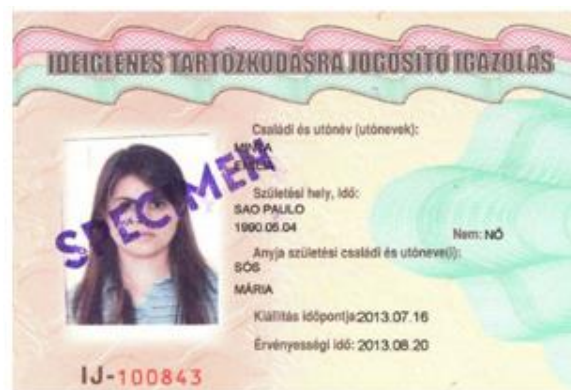 IDEIGLENES TARTÓZKODÁSRA JOGOSÍTÓ IGAZOLÁS
Családi és utónév (utónevek):
MINTA
SPECIMEN
Születési hely, idő:
SAO PAULO
1990.05.04
Nem: NŐ
Anyja születési családi és utóneve(i):
SÓS
MÁRIA
Kiállítás időpontja:2013.07.16
Érvényességi idő: 2013.08.20
IJ-100843